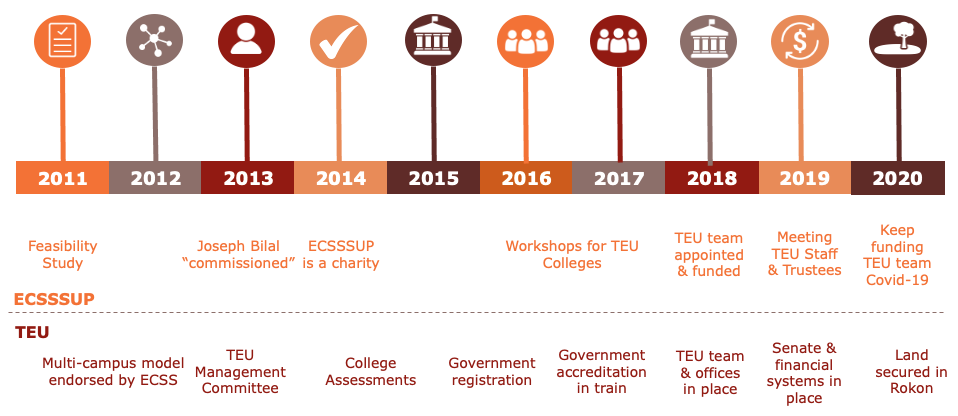 2011 2012 2013 2014 2015 2016 2017 2018 2019 2020
Feasibility
Study
Joseph Bilal
“commissioned”
ECSSSUP
is a charity
Workshops for TEU
Colleges
TEU team
appointed
& funded
Meeting
TEU Staff
& Trustees
Keep
funding
TEU team
Covid-19
ECSSSUP
TEU
Multi-campus model
endorsed by ECSS
TEU
Management
Committee
College
Assessments
Government
registration
Government
accreditation
in train
TEU team
& offices
in place
Senate &
financial
systems in
place
Land
secured in
Rokon